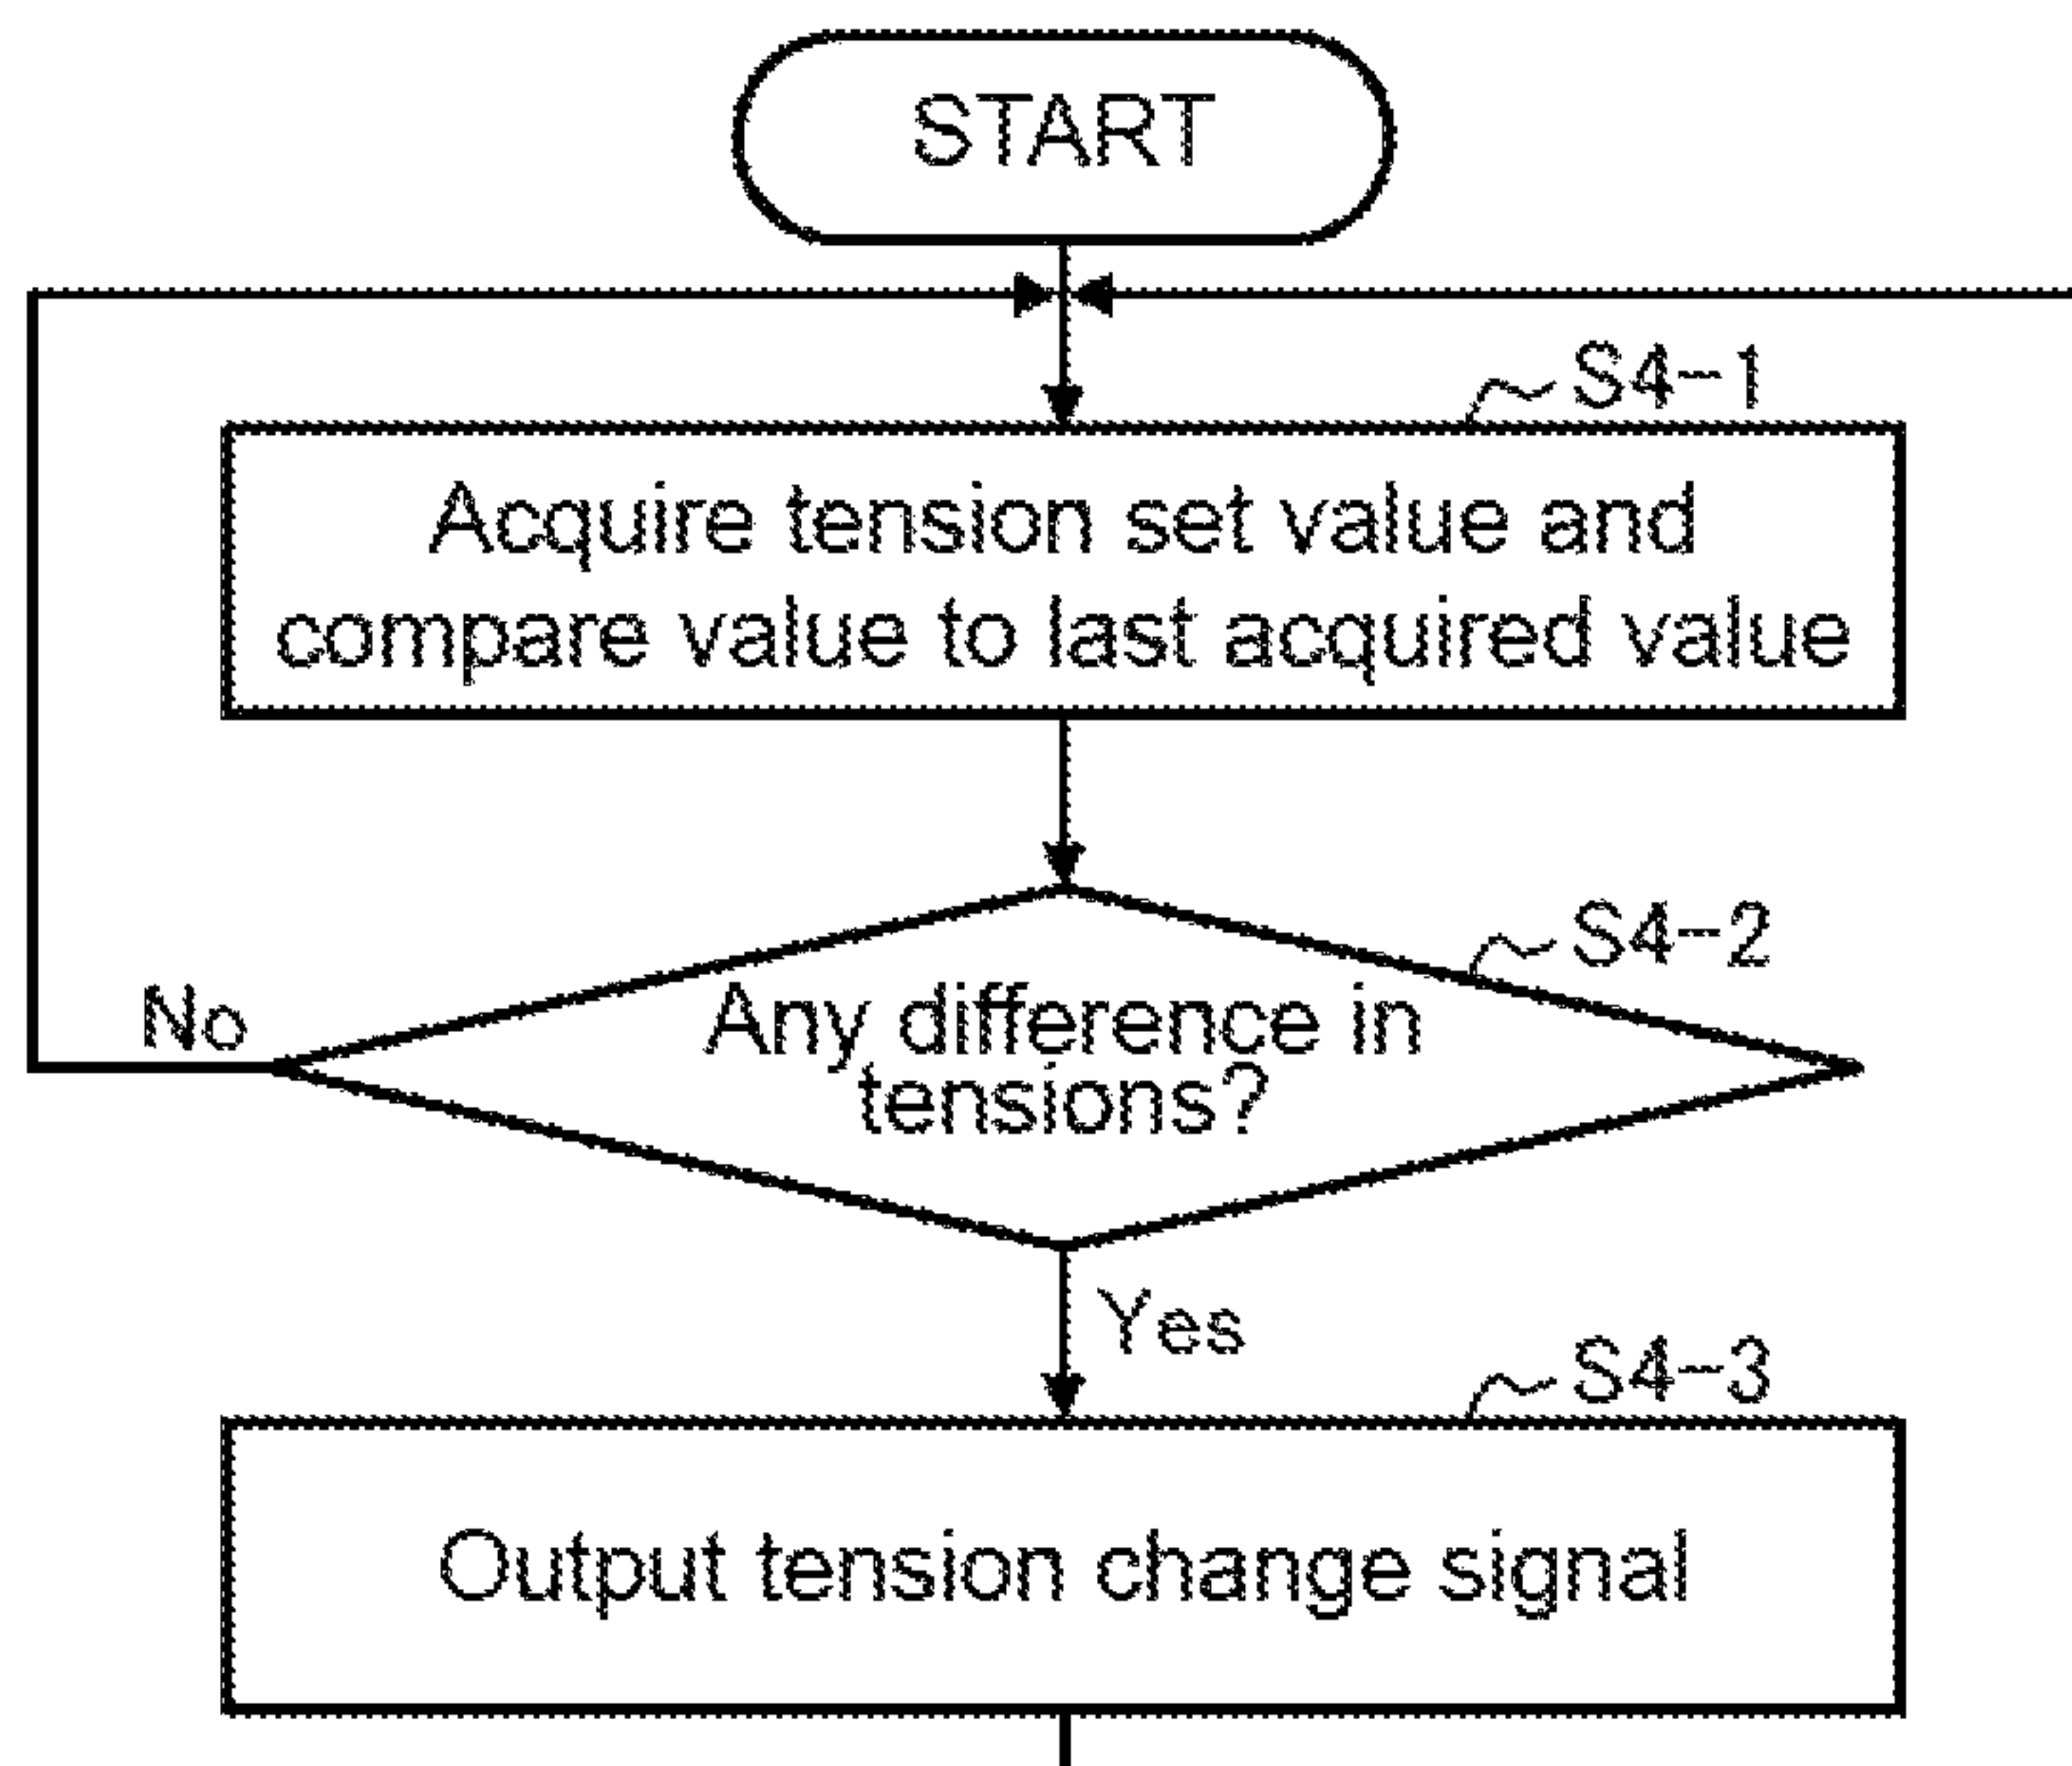 START
S4-1
Acquire tension set value and
compare value to last acquired value
S4-2
No
Any difference in
tensions?
Yes
S4-3
Output tension change signal